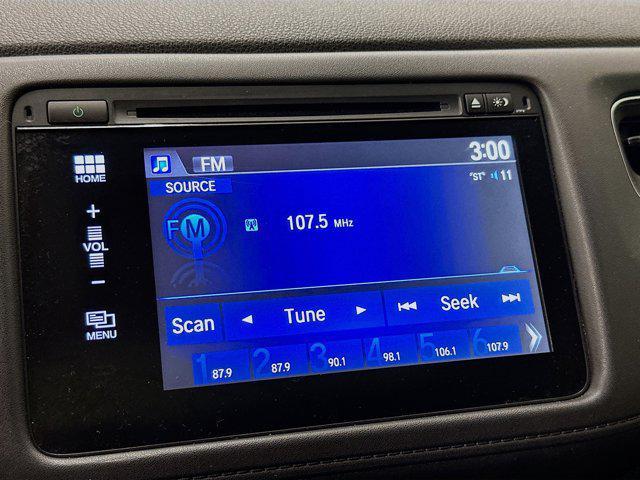 FM 3:00
SOURCE "ST" 11
HOME
FM 107.5 MHz
VOL
Scan Tune Seek
MENU
1 87.9 2 87.9 3 90.1 4 98.1 5 106.1 6 107.9